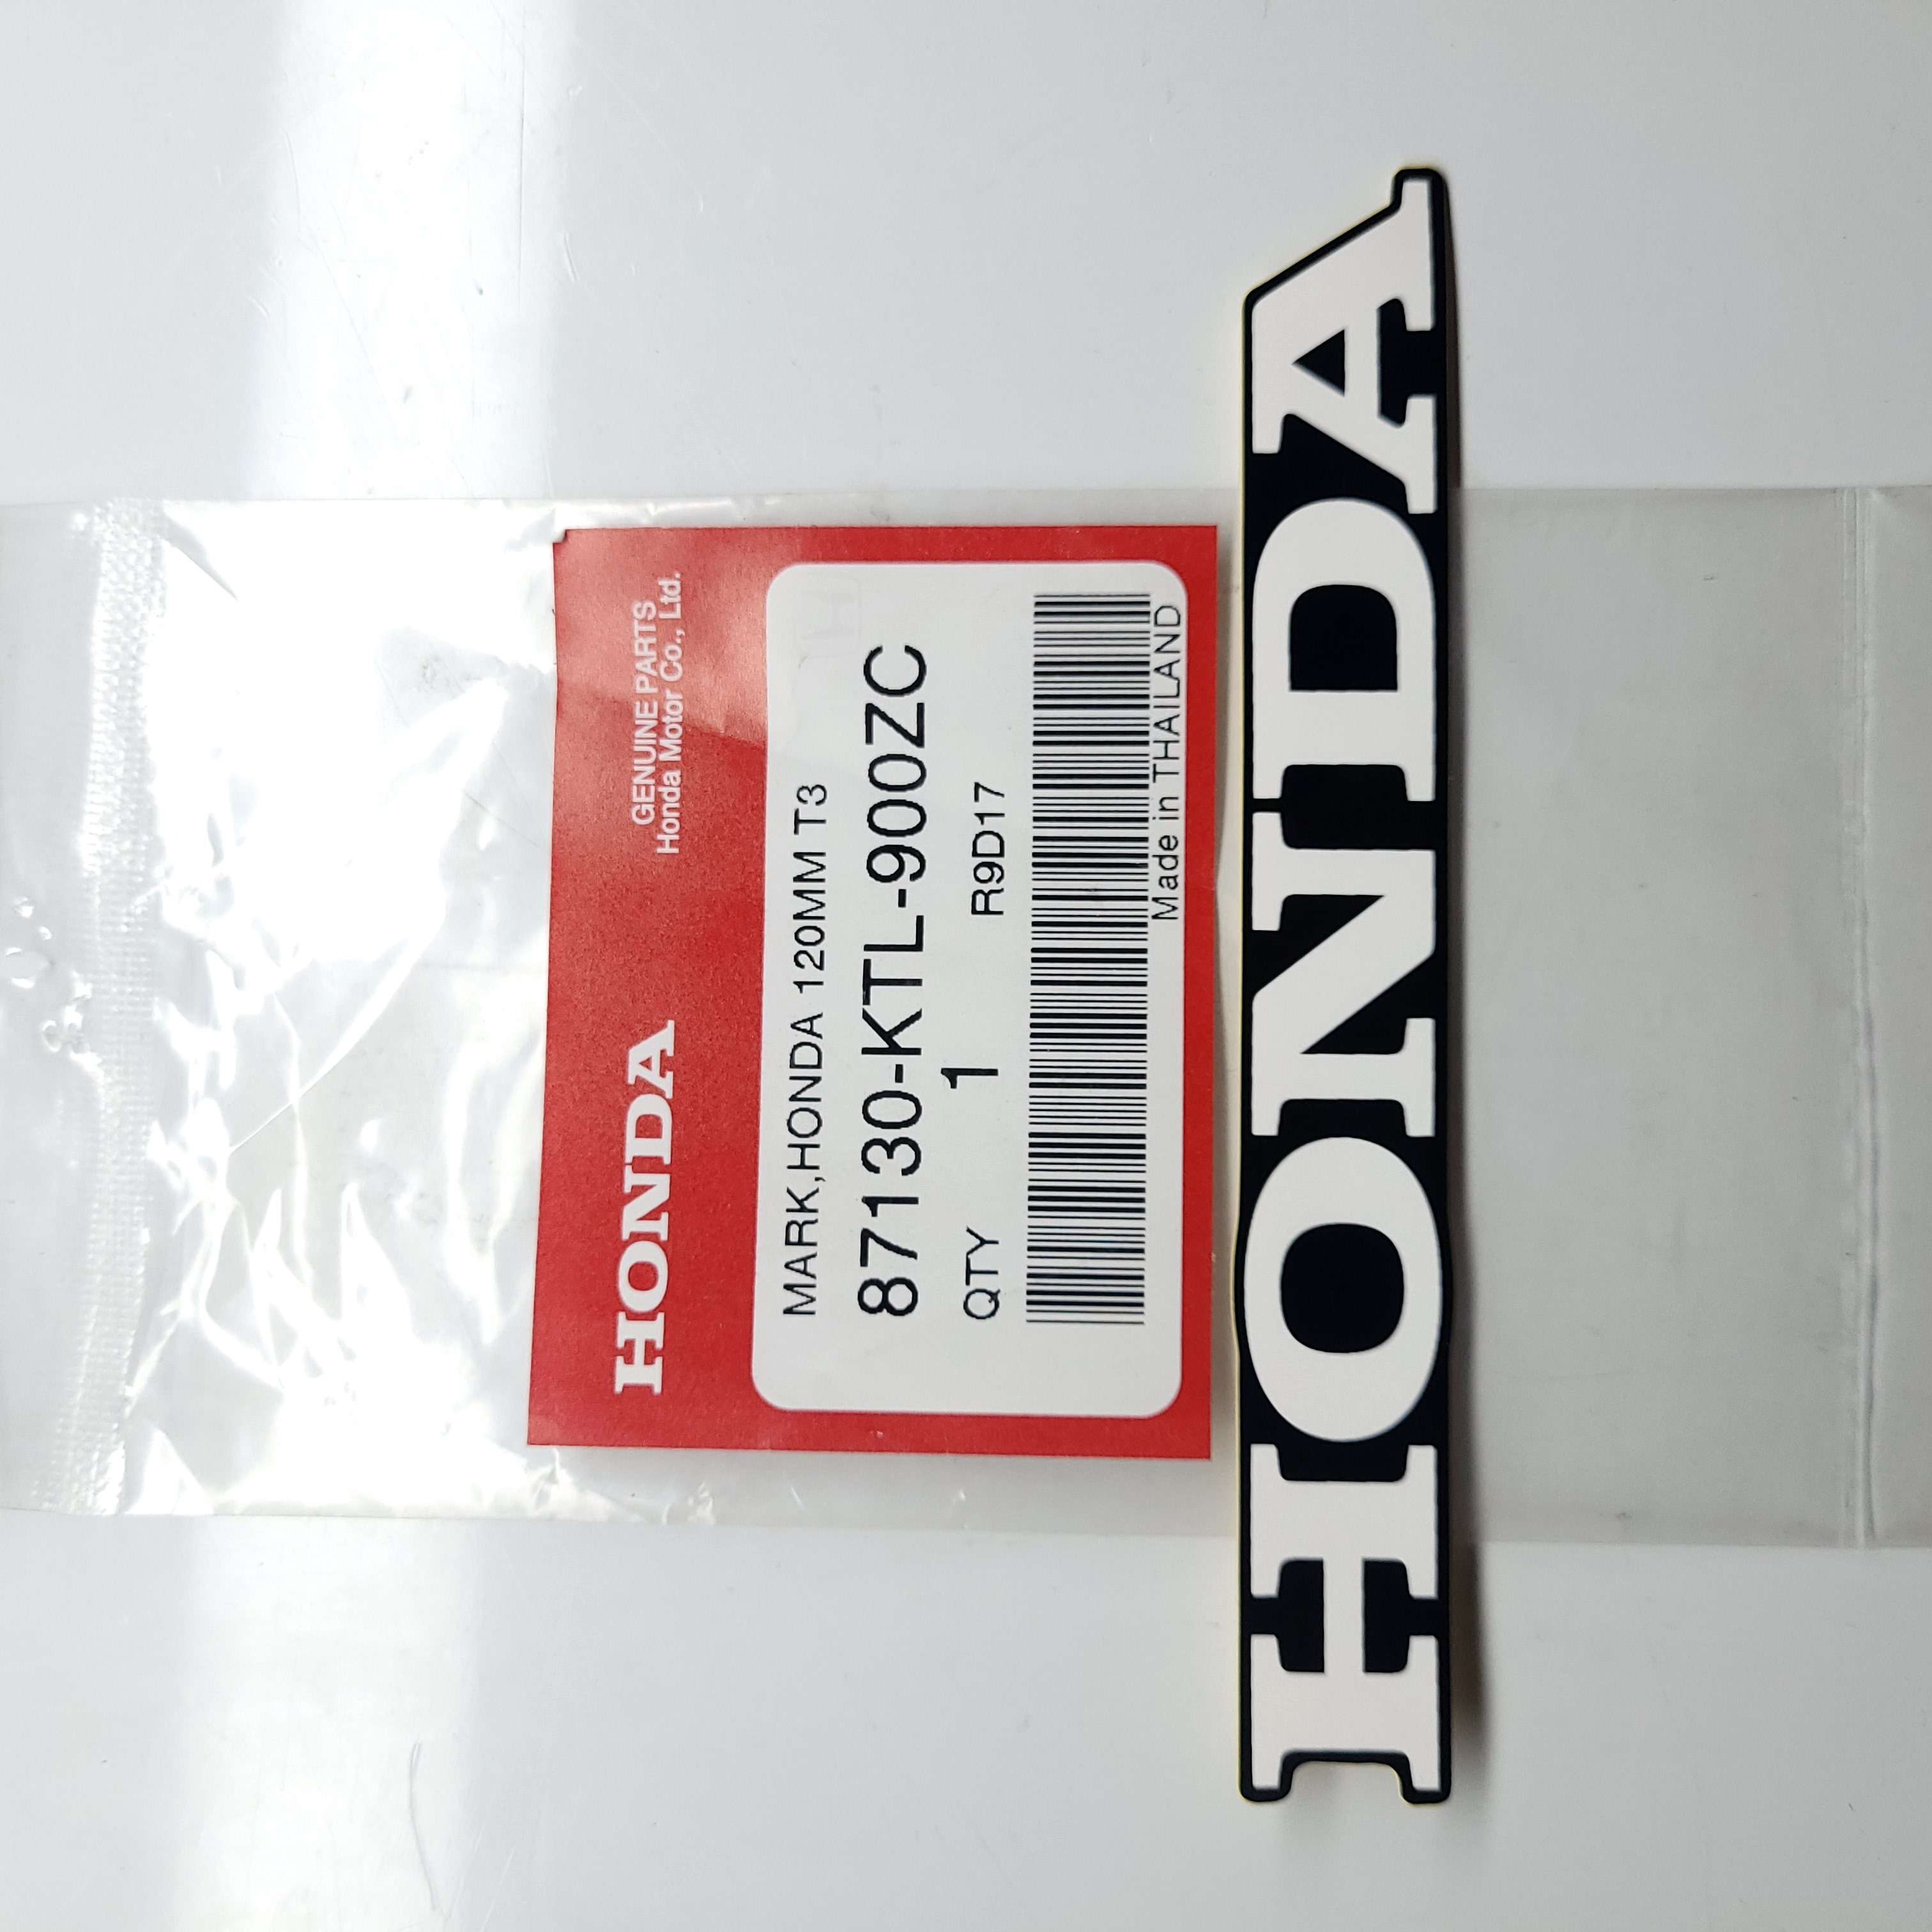 HONDA
GENUINE PARTS
Honda Motor Co., Ltd.
MARK,HONDA 120MM T3
87130-KTL-900ZC
QTY 1 R9D17
Made in THAILAND
HONDA